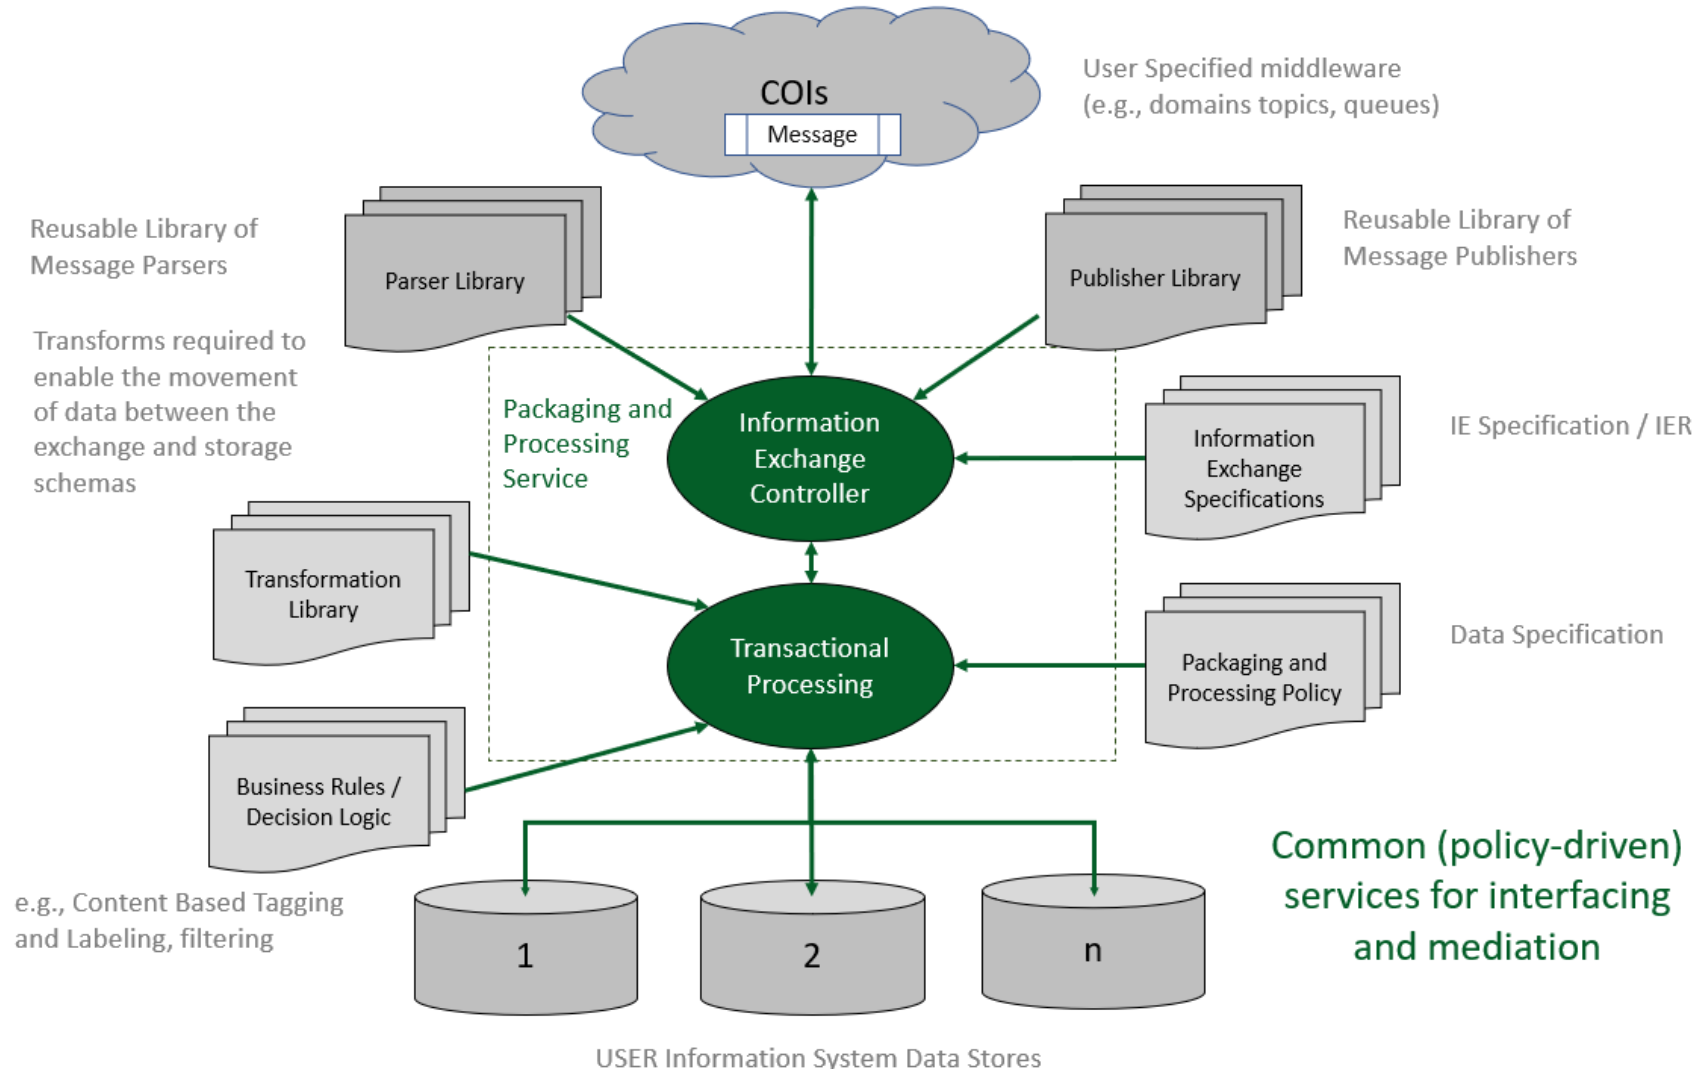 COIs
Message
User Specified middleware
(e.g., domains topics, queues)
Reusable Library of
Message Parsers
Parser Library
Publisher Library
Reusable Library of
Message Publishers
Transforms required to
enable the movement
of data between the
exchange and storage
schemas
Packaging and
Processing
Service
Information
Exchange
Controller
Information
Exchange
Specifications
IE Specification / IER
Transformation
Library
Transactional
Processing
Packaging and
Processing Policy
Data Specification
Business Rules /
Decision Logic
e.g., Content Based Tagging
and Labeling, filtering
1
2
n
Common (policy-driven)
services for interfacing
and mediation
USER Information System Data Stores